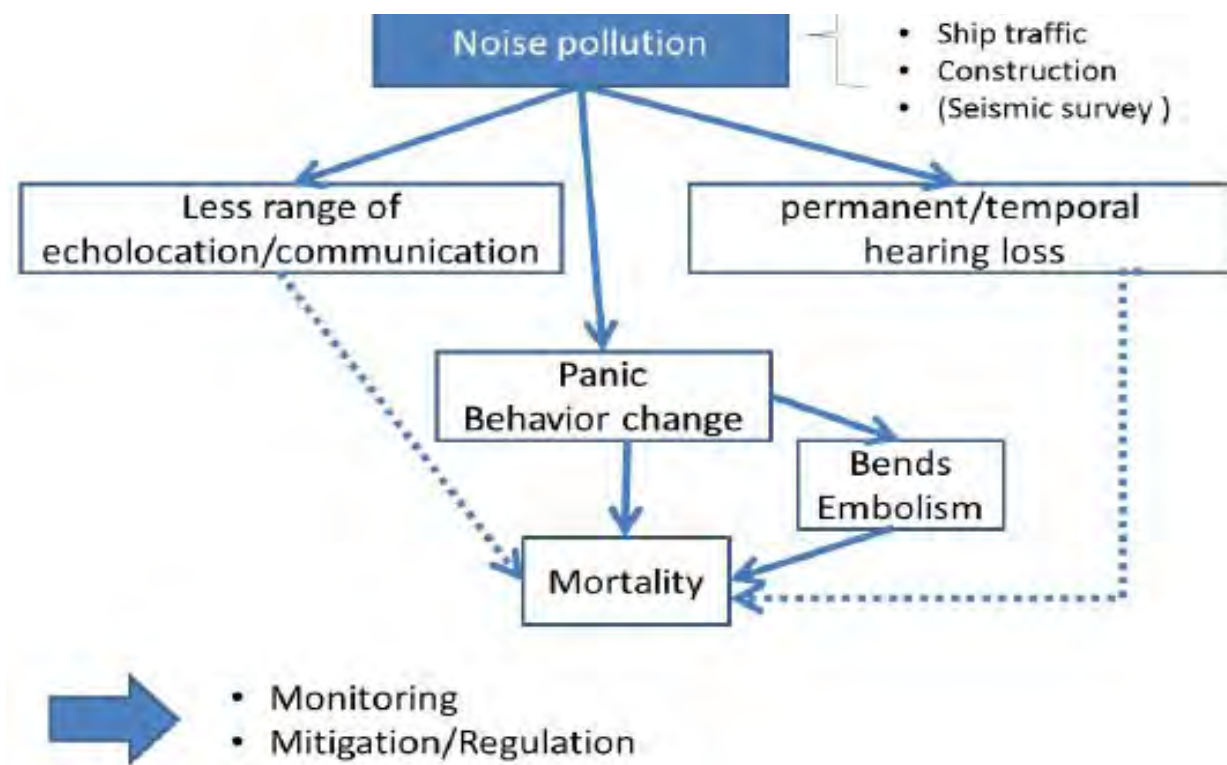 Noise pollution
• Ship traffic
• Construction
• (Seismic survey )
Less range of
echolocation/communication
permanent/temporal
hearing loss
Panic
Behavior change
Bends
Embolism
Mortality
• Monitoring
• Mitigation/Regulation